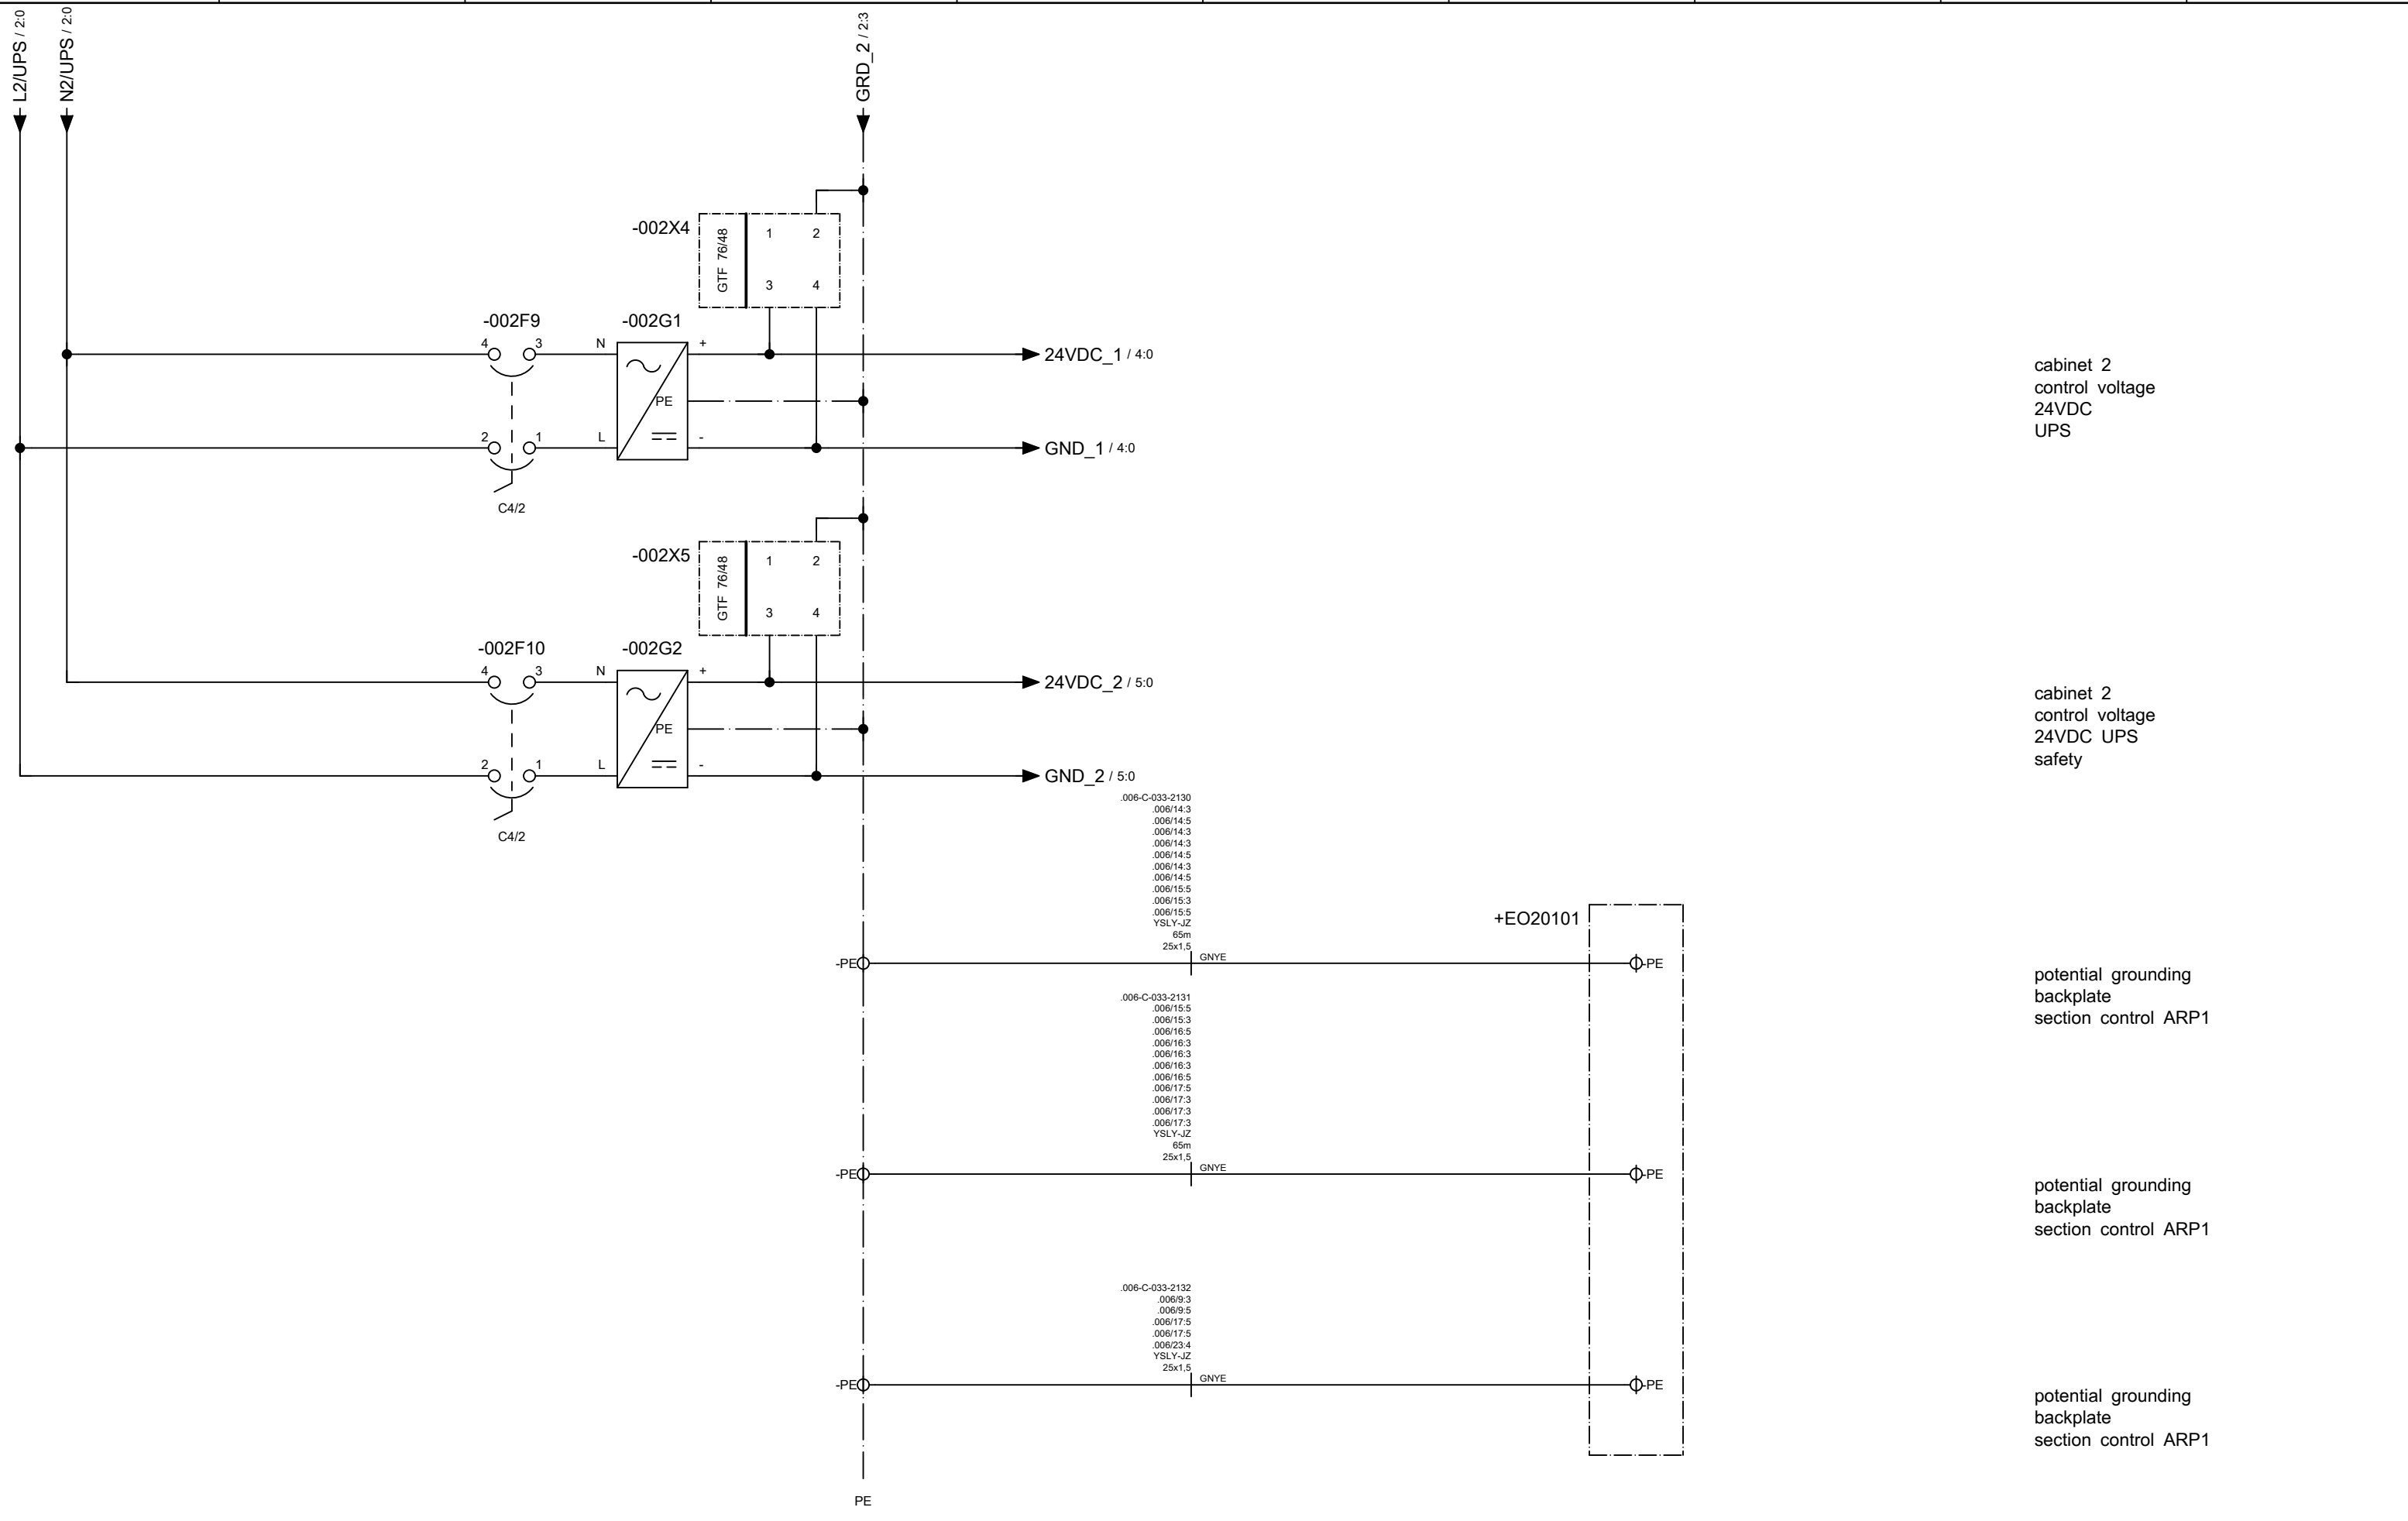 L2/UPS / 2:0
N2/UPS / 2:0
GRD_2 / 2:3
-002X4
GTF 76/48
1
2
3
4
-002F9
-002G1
4
3
N
+
24VDC_1 / 4:0
PE
2
1
L
-
GND_1 / 4:0
C4/2
cabinet 2
control voltage
24VDC
UPS
-002X5
GTF 76/48
1
2
3
4
-002F10
-002G2
4
3
N
+
24VDC_2 / 5:0
PE
2
1
L
-
GND_2 / 5:0
C4/2
cabinet 2
control voltage
24VDC UPS
safety
.006-C-033-2130
.006/14:3
.006/14:5
.006/14:3
.006/14:3
.006/14:5
.006/14:3
.006/14:5
.006/15:5
.006/15:3
.006/15:5
YSLY-JZ
65m
25x1,5
+EO20101
-PE
GNYE
-PE
potential grounding
backplate
section control ARP1
.006-C-033-2131
.006/15:5
.006/15:3
.006/16:5
.006/16:3
.006/16:3
.006/16:3
.006/16:5
.006/17:5
.006/17:3
.006/17:3
.006/17:3
YSLY-JZ
65m
25x1,5
-PE
GNYE
-PE
potential grounding
backplate
section control ARP1
.006-C-033-2132
.006/9:3
.006/9:5
.006/17:5
.006/17:5
.006/23:4
YSLY-JZ
25x1,5
-PE
GNYE
-PE
potential grounding
backplate
section control ARP1
PE